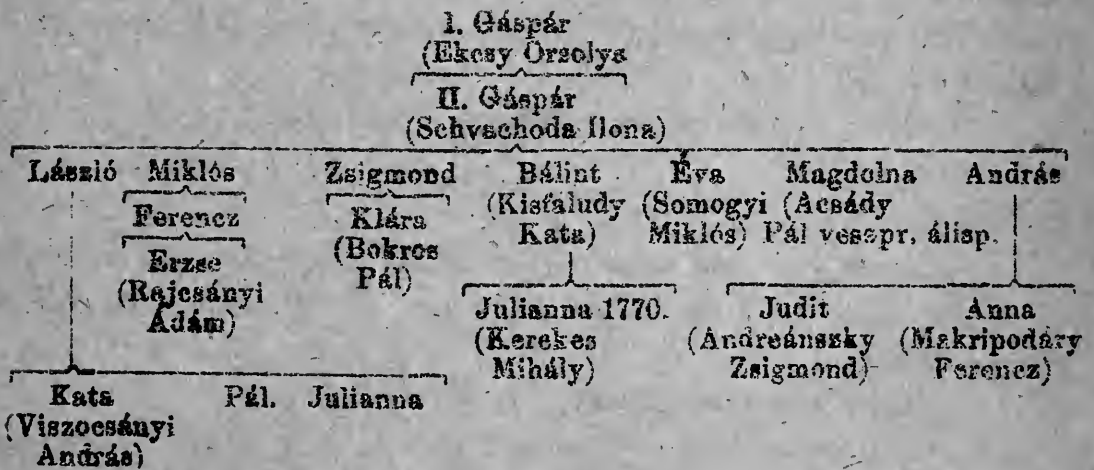 I. Gáspár
(Ekcsy Orsolya
II. Gáspár
(Schvachoda Ilona)
László Miklós Zsigmond Bálint Éva Magdolna András
Ferencz Klára (Kisfaludy (Somogyi (Acsády
Erzse (Bokros Kata) Miklós) Pál veszpr. álisp.
(Rajcsányi Pál)
Ádám)
Julianna 1770. Judit Anna
(Kerekes (Andreánszky (Makripodáry
Mihály) Zsigmond) Ferencz)
Kata Pál. Julianna
(Viszocsányi
András)